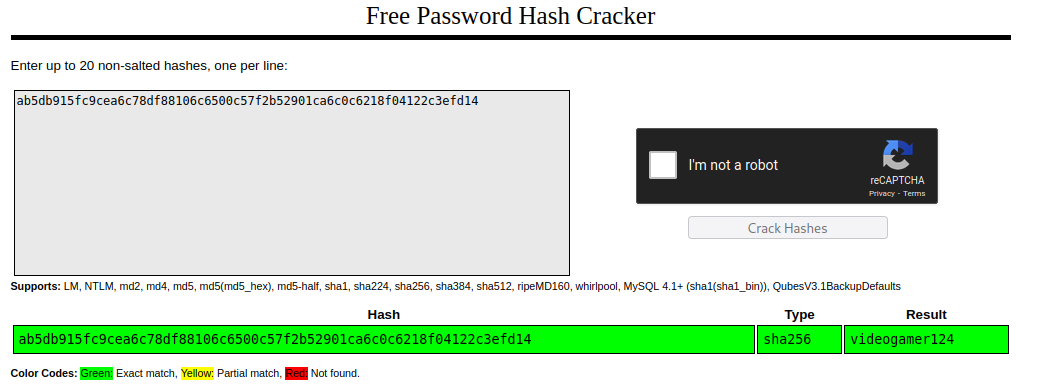 Free Password Hash Cracker
Enter up to 20 non-salted hashes, one per line:
ab5db915fc9cea6c78df88106c6500c57f2b52901ca6c0c6218f04122c3efd14
I'm not a robot
reCAPTCHA
Privacy - Terms
Crack Hashes
Supports: LM, NTLM, md2, md4, md5, md5(md5_hex), md5-half, sha1, sha224, sha256, sha384, sha512, ripeMD160, whirlpool, MySQL 4.1+ (sha1(sha1_bin)), QubesV3.1BackupDefaults
Hash Type Result
ab5db915fc9cea6c78df88106c6500c57f2b52901ca6c0c6218f04122c3efd14 sha256 videogamer124
Color Codes: Green: Exact match, Yellow: Partial match, Red: Not found.